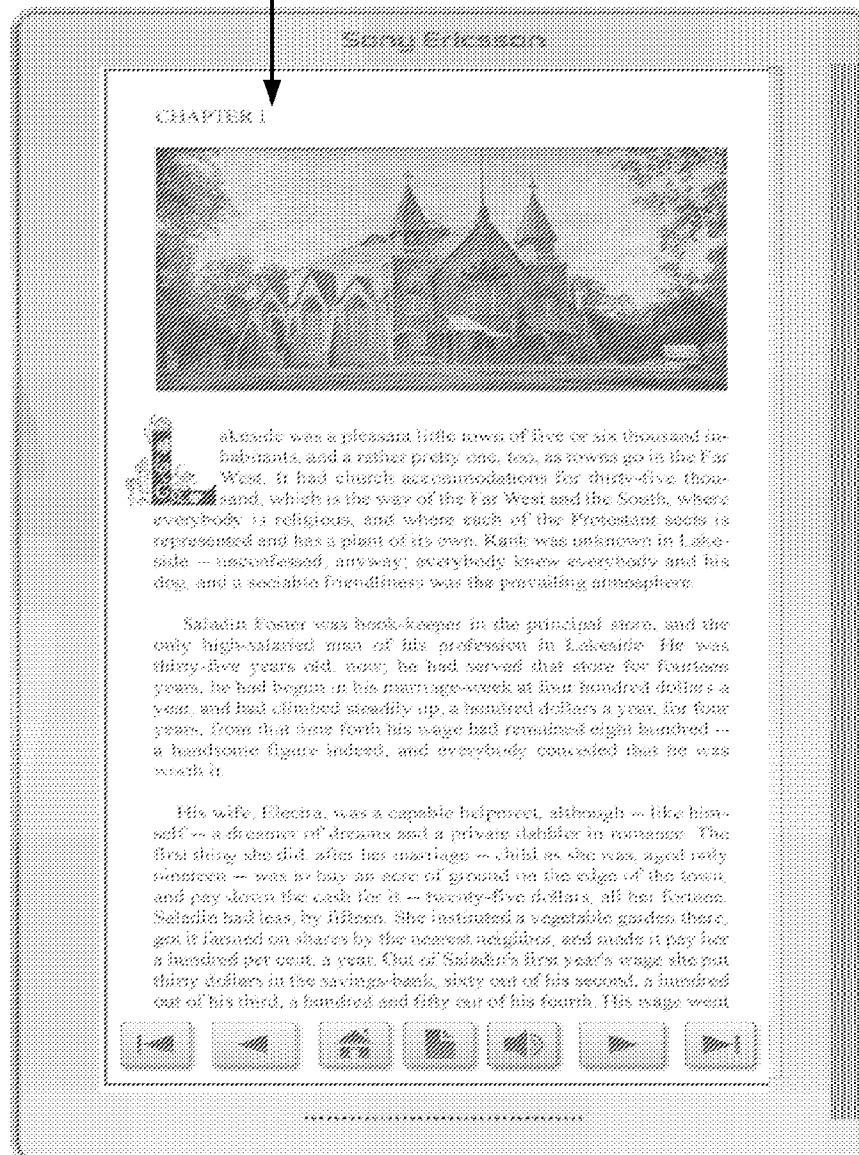 Sony Ericsson
CHAPTER 1
Lakeside was a pleasant little town of five or six thousand in-
habitants, and a rather pretty one, too, as towns go in the Far
West. It had church accommodations for thirty-five thou-
sand, which is the way of the Far West and the South, where
everybody is religious, and where each of the Protestant sects is
represented and has a plant of its own. Rank was unknown in Lake-
side -- unconfessed, anyway; everybody knew everybody and his
dog, and a sociable friendliness was the prevailing atmosphere.
Saladin Foster was book-keeper in the principal store, and the
only high-salaried man of his profession in Lakeside. He was
thirty-five years old, now; he had served that store for fourteen
years; he had begun in his marriage-week at four hundred dollars a
year, and had climbed steadily up, a hundred dollars a year, for four
years; from that time forth his wage had remained eight hundred --
a handsome figure indeed, and everybody conceded that he was
worth it.
His wife, Electra, was a capable helpmeet, although -- like him-
self -- a dreamer of dreams and a private dabbler in romance. The
first thing she did, after her marriage -- child as she was, aged only
nineteen -- was to buy an acre of ground on the edge of the town,
and pay down the cash for it -- twenty-five dollars, all her fortune.
Saladin had less, by fifteen. She instituted a vegetable garden there,
got it farmed on shares by the nearest neighbor, and made it pay her
a hundred per cent. a year. Out of Saladin's first year's wage she put
thirty dollars in the savings-bank, sixty out of his second, a hundred
out of his third, a hundred and fifty out of his fourth. His wage went